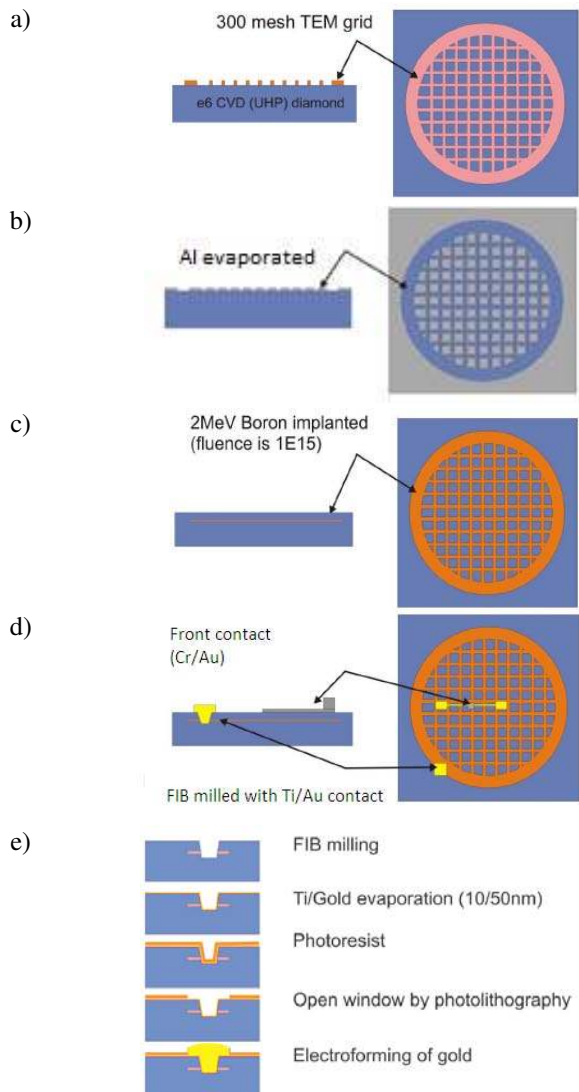 a)
300 mesh TEM grid
e6 CVD (UHP) diamond
b)
Al evaporated
c)
2MeV Boron implanted
(fluence is 1E15)
d)
Front contact
(Cr/Au)
FIB milled with Ti/Au contact
e)
FIB milling
Ti/Gold evaporation (10/50nm)
Photoresist
Open window by photolithography
Electroforming of gold